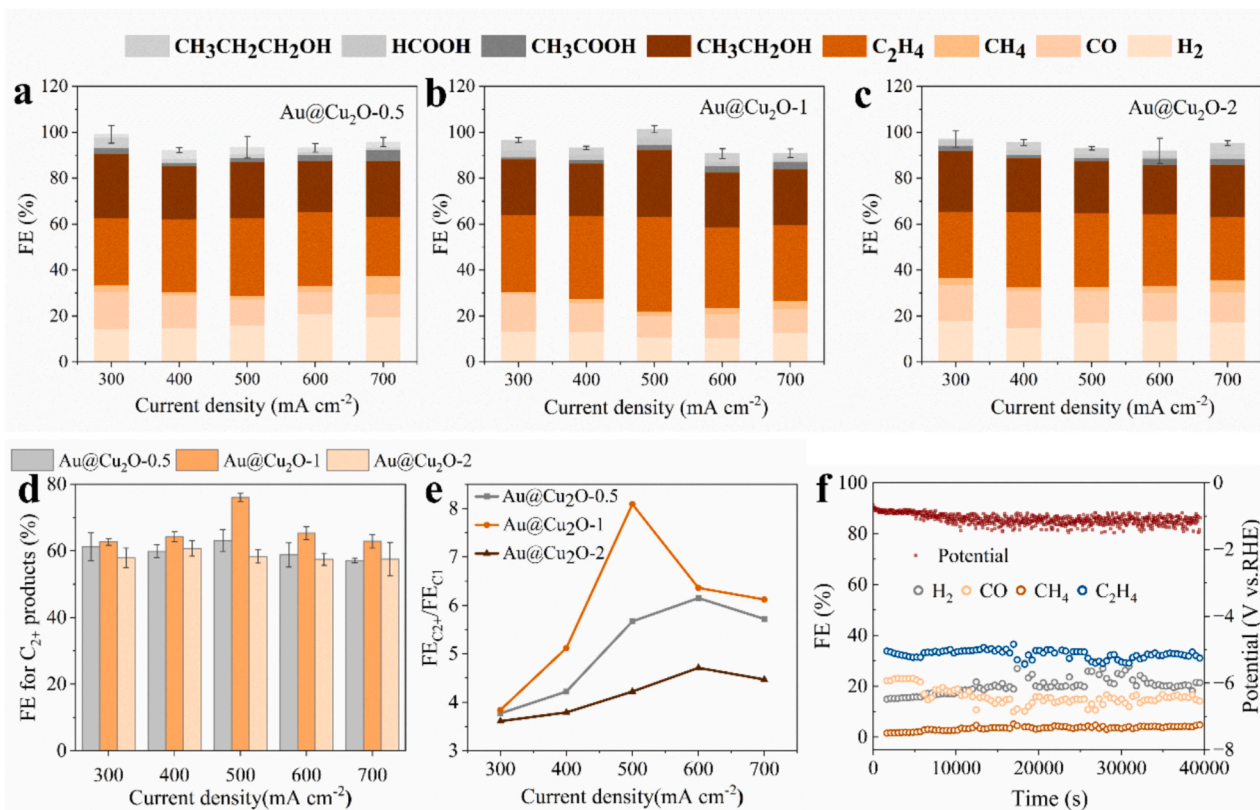 CH3CH2CH2OH HCOOH CH3COOH CH3CH2OH C₂H₄ CH₄ CO H₂
a
Au@Cu₂O-0.5
FE (%)
120
100
80
60
40
20
0
300 400 500 600 700
Current density (mA cm⁻²)
b
Au@Cu₂O-1
FE (%)
120
100
80
60
40
20
0
300 400 500 600 700
Current density (mA cm⁻²)
c
Au@Cu₂O-2
FE (%)
120
100
80
60
40
20
0
300 400 500 600 700
Current density (mA cm⁻²)
Au@Cu₂O-0.5 Au@Cu₂O-1 Au@Cu₂O-2
d
FE for C₂₊ products (%)
80
60
40
20
0
300 400 500 600 700
Current density(mA cm⁻²)
e
Au@Cu₂O-0.5
Au@Cu₂O-1
Au@Cu₂O-2
FE_C2+/FE_C1
8
7
6
5
4
3
300 400 500 600 700
Current density(mA cm⁻²)
f
Potential
H₂ CO CH₄ C₂H₄
FE (%)
100
80
60
40
20
0
0 10000 20000 30000 40000
Time (s)
0
−2
−4
−6
−8
Potential (V vs.RHE)